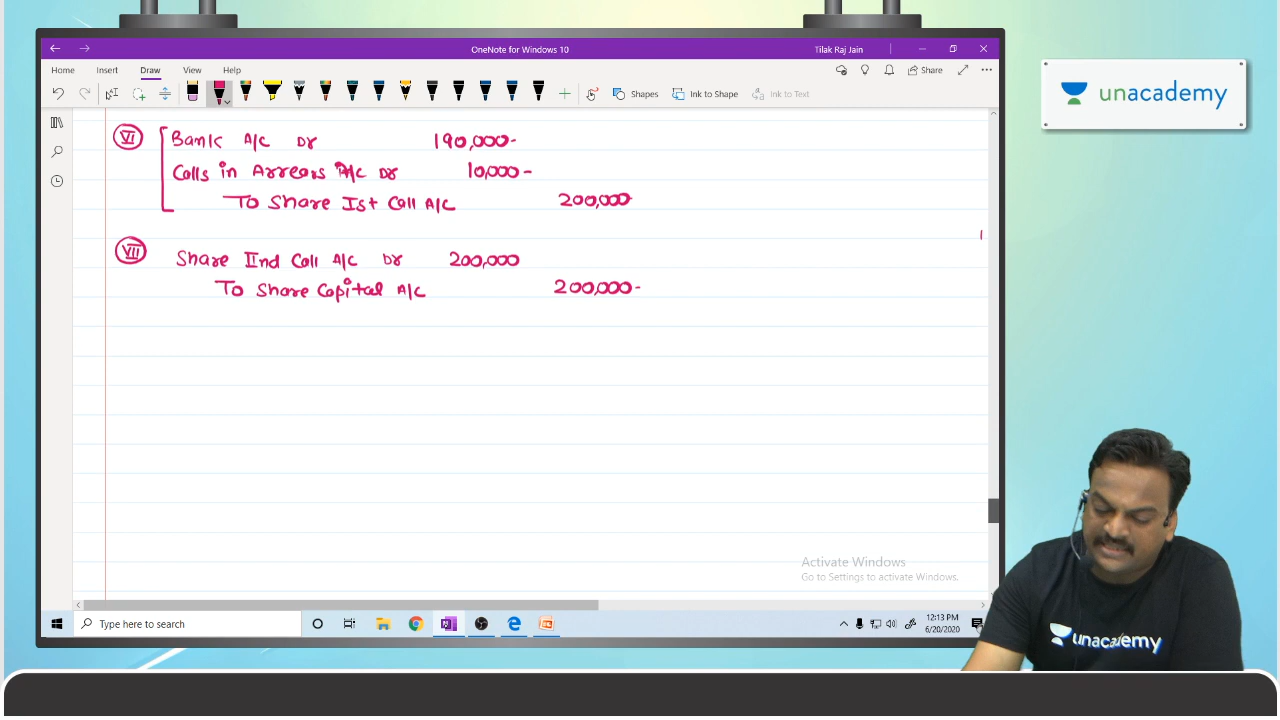 OneNote for Windows 10
Tilak Raj Jain
Home Insert Draw View Help
Share
Shapes Ink to Shape Ink to Text
VI Bank A/C Dr 190,000-
Calls in Arrears A/C Dr 10,000-
To Share Ist Call A/C 200,000
VII Share IInd Call A/C Dr 200,000
To Share Capital A/C 200,000-
Activate Windows
Go to Settings to activate Windows.
Type here to search
12:13 PM
6/20/2020
unacademy
unacademy